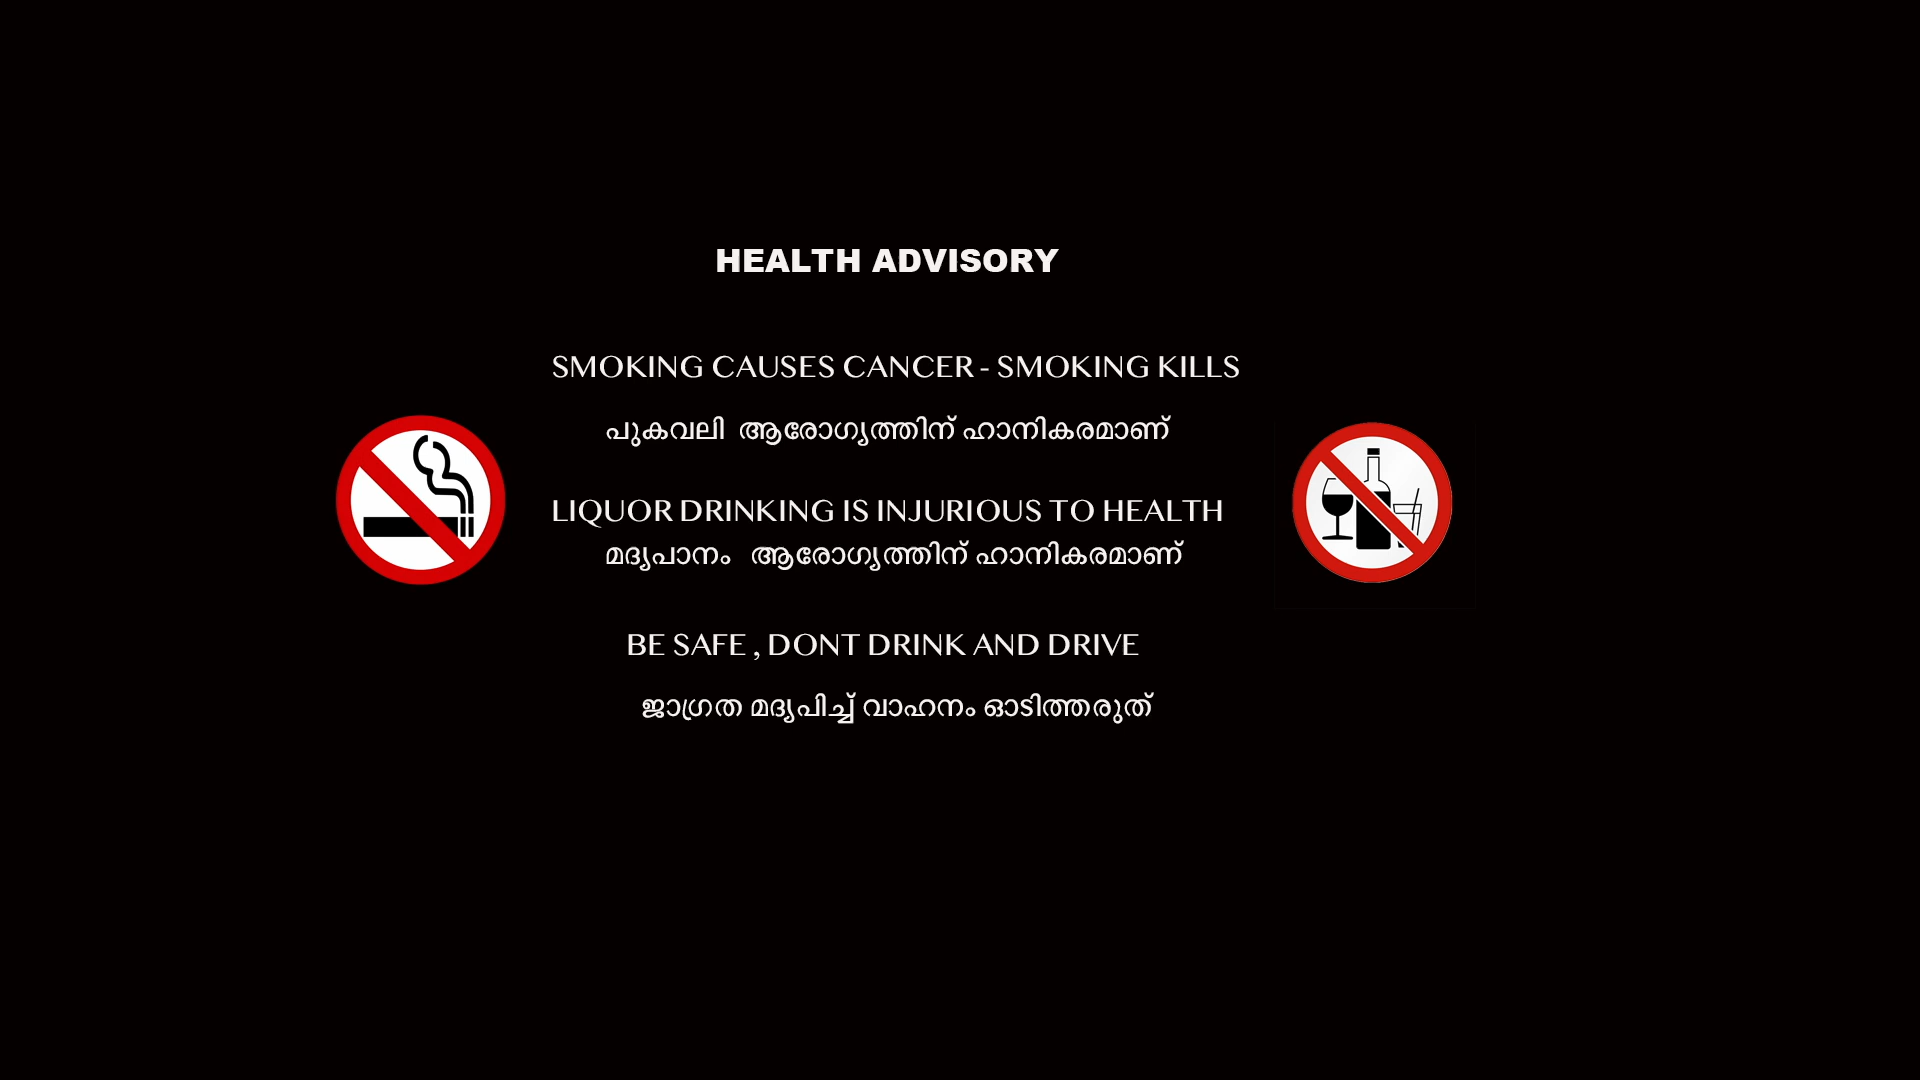 HEALTH ADVISORY
SMOKING CAUSES CANCER - SMOKING KILLS
പുകവലി ആരോഗ്യത്തിന് ഹാനികരമാണ്
LIQUOR DRINKING IS INJURIOUS TO HEALTH
മദ്യപാനം ആരോഗ്യത്തിന് ഹാനികരമാണ്
BE SAFE , DONT DRINK AND DRIVE
ജാഗ്രത മദ്യപിച്ച് വാഹനം ഓടിത്തരുത്